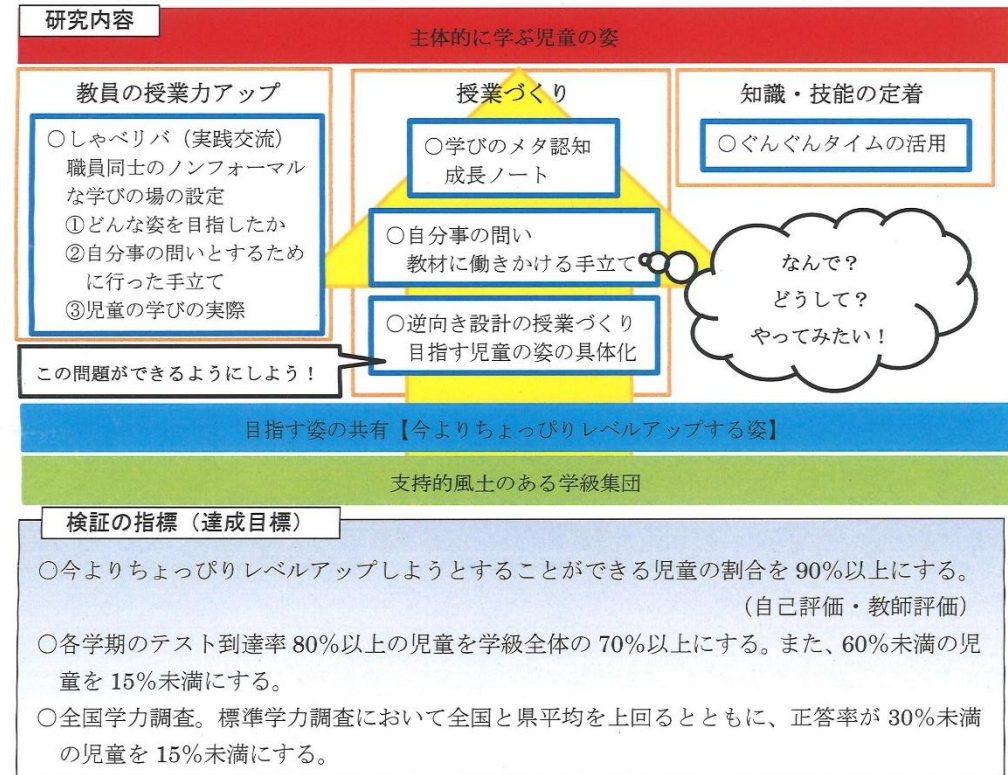 研究内容
主体的に学ぶ児童の姿
教員の授業力アップ
○しゃべリバ（実践交流）
職員同士のノンフォーマル
な学びの場の設定
①どんな姿を目指したか
②自分事の問いとするため
に行った手立て
③児童の学びの実際
この問題ができるようにしよう！
授業づくり
○学びのメタ認知
成長ノート
○自分事の問い
教材に働きかける手立て
○逆向き設計の授業づくり
目指す児童の姿の具体化
知識・技能の定着
○ぐんぐんタイムの活用
なんで？
どうして？
やってみたい！
目指す姿の共有【今よりちょっぴりレベルアップする姿】
支持的風土のある学級集団
検証の指標（達成目標）
○今よりちょっぴりレベルアップしようとすることができる児童の割合を 90%以上にする。
（自己評価・教師評価）
○各学期のテスト到達率 80%以上の児童を学級全体の 70%以上にする。また、60%未満の児
童を 15%未満にする。
○全国学力調査。標準学力調査において全国と県平均を上回るとともに、正答率が 30%未満
の児童を 15%未満にする。